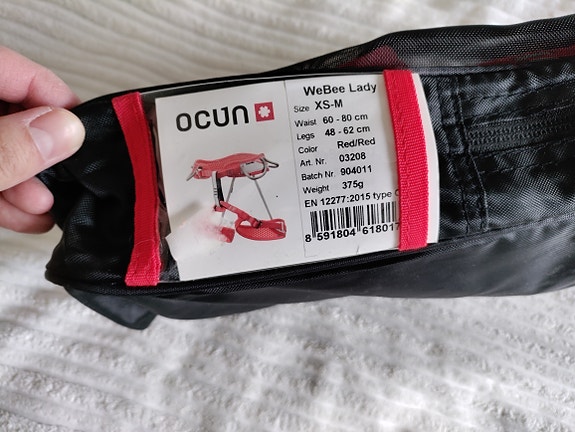 OCUN
WeBee Lady
Size XS-M
Waist 60 - 80 cm
Legs 48 - 62 cm
Color Red/Red
Art. Nr. 03208
Batch Nr. 904011
Weight 375g
EN 12277:2015 type
8 591804 618017